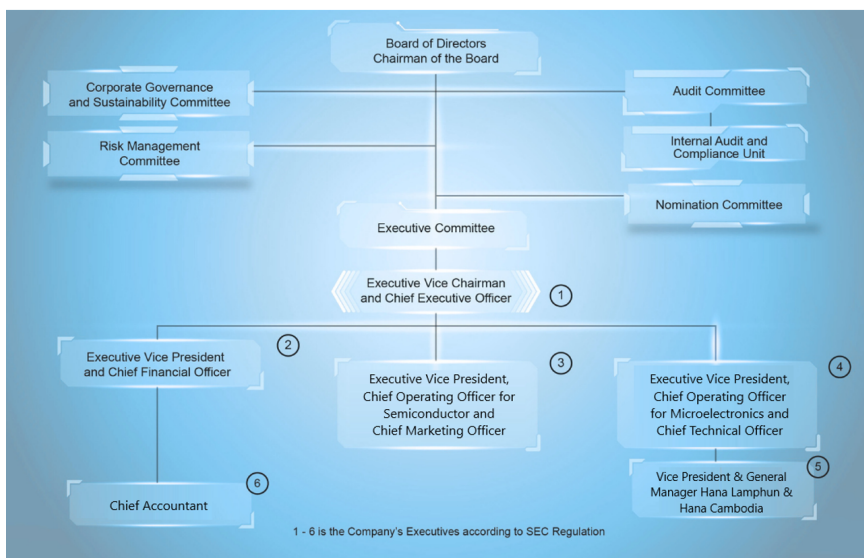 Board of Directors
Chairman of the Board
Corporate Governance
and Sustainability Committee
Audit Committee
Risk Management
Committee
Internal Audit and
Compliance Unit
Nomination Committee
Executive Committee
Executive Vice Chairman
and Chief Executive Officer
1
Executive Vice President
and Chief Financial Officer
2
Executive Vice President,
Chief Operating Officer for
Semiconductor and
Chief Marketing Officer
3
Executive Vice President,
Chief Operating Officer
for Microelectronics and
Chief Technical Officer
4
Vice President & General
Manager Hana Lamphun &
Hana Cambodia
5
Chief Accountant
6
1 - 6 is the Company's Executives according to SEC Regulation